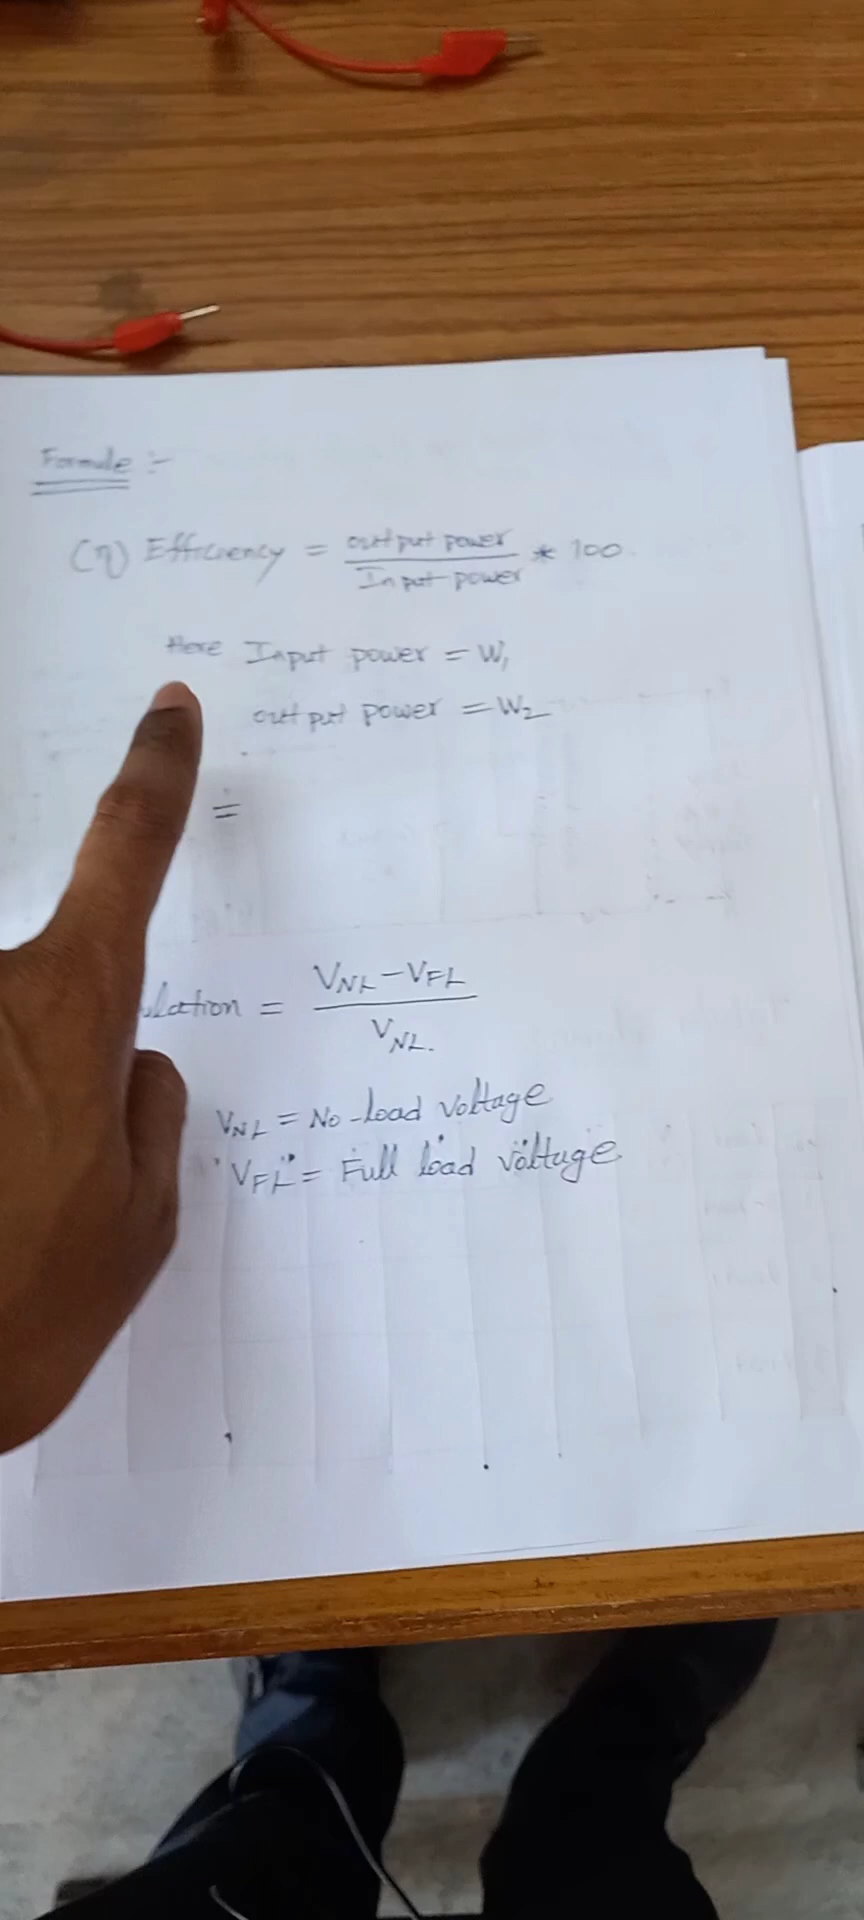 Formule :-
(η) Efficiency = output power / Input power * 100
Here Input power = W1
output power = W2
=
ulation = VNL - VFL / VNL.
VNL = No-load voltage
VFL = Full load voltage